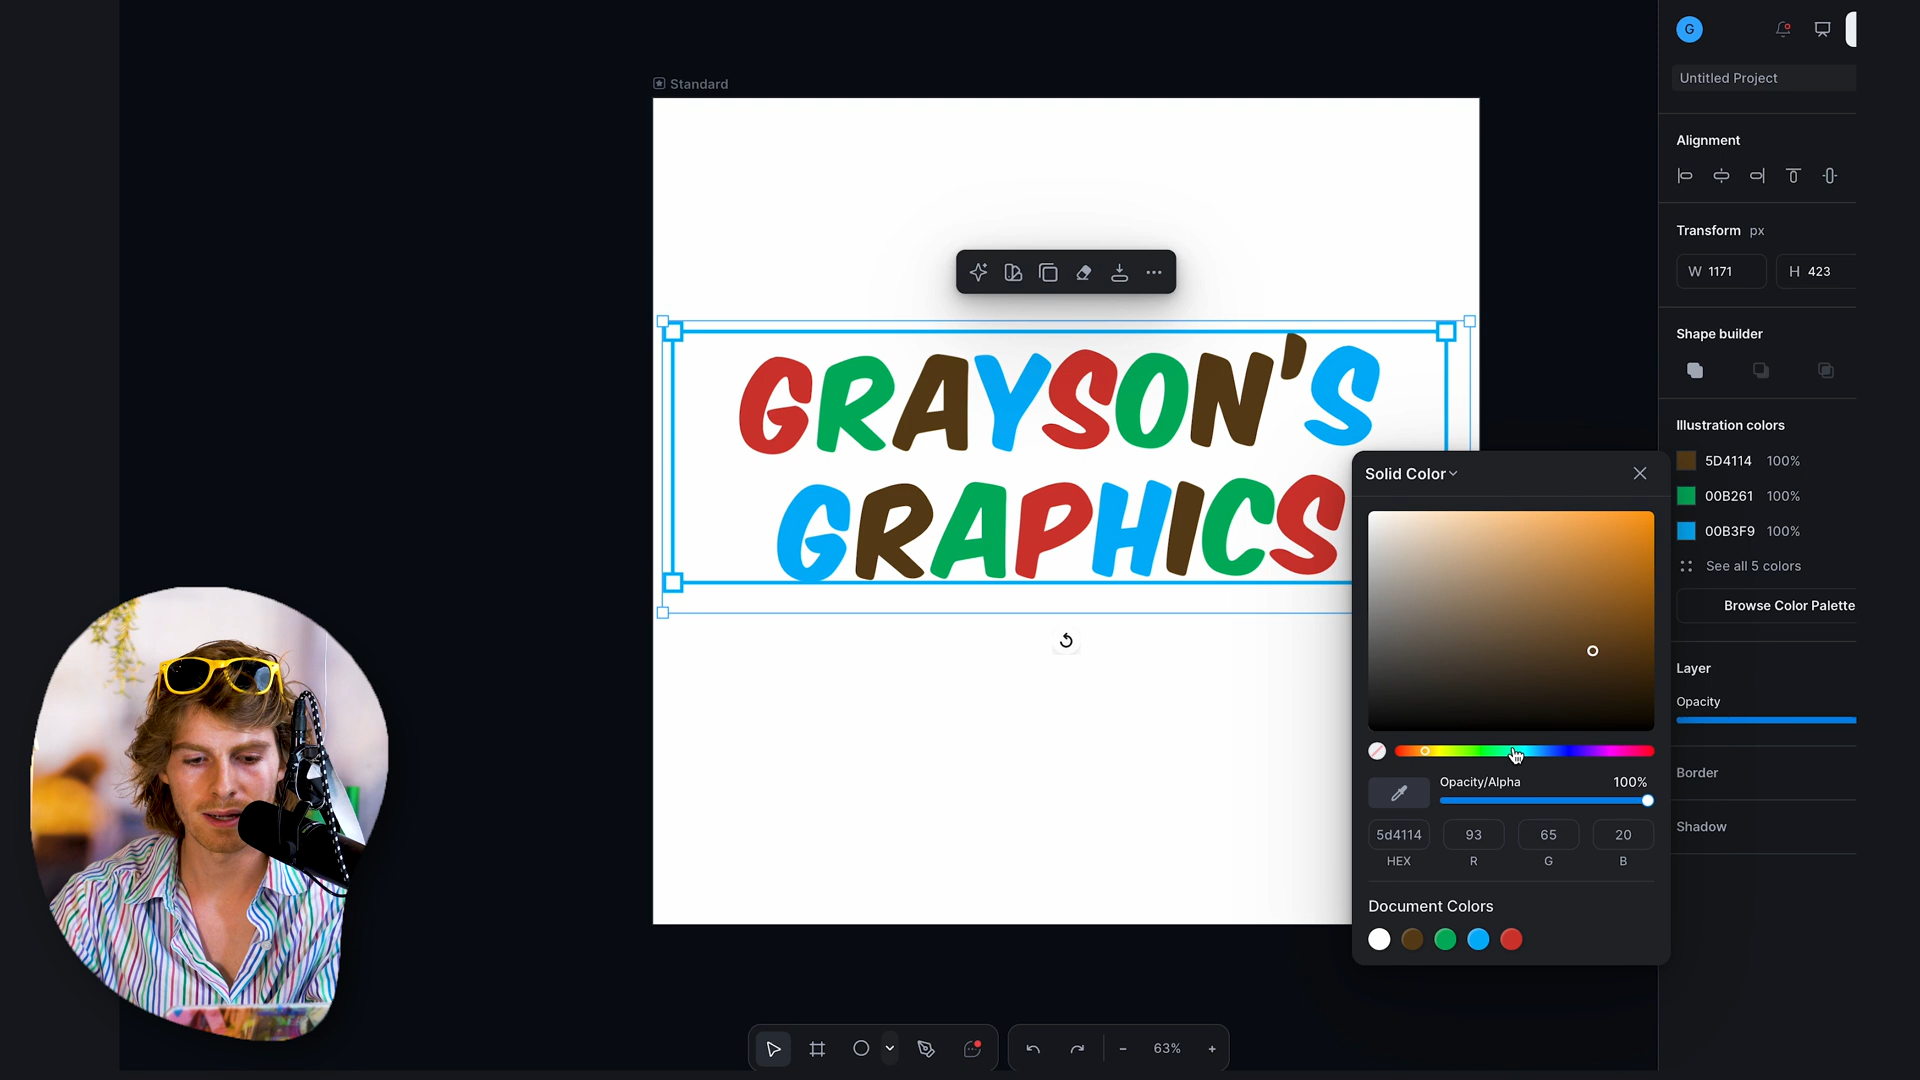 G
Standard
Untitled Project
Alignment
Transform px
W 1171 H 423
Shape builder
GRAYSON'S
GRAPHICS
Illustration colors
5D4114 100%
00B261 100%
00B3F9 100%
See all 5 colors
Browse Color Palette
Layer
Opacity
Border
Shadow
Solid Color
Opacity/Alpha 100%
5d4114 93 65 20
HEX R G B
Document Colors
63%